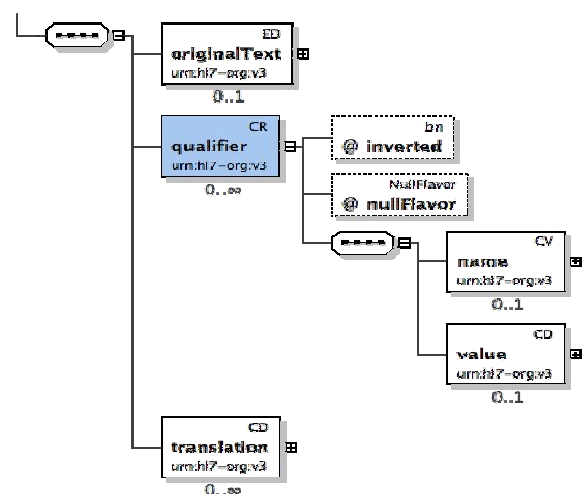 ED
originalText
urn:hl7-org:v3
0..1
CR
qualifier
urn:hl7-org:v3
0..∞
bn
@ inverted
NullFlavor
@ nullFlavor
CV
name
urn:hl7-org:v3
0..1
CD
value
urn:hl7-org:v3
0..1
CD
translation
urn:hl7-org:v3
0..∞